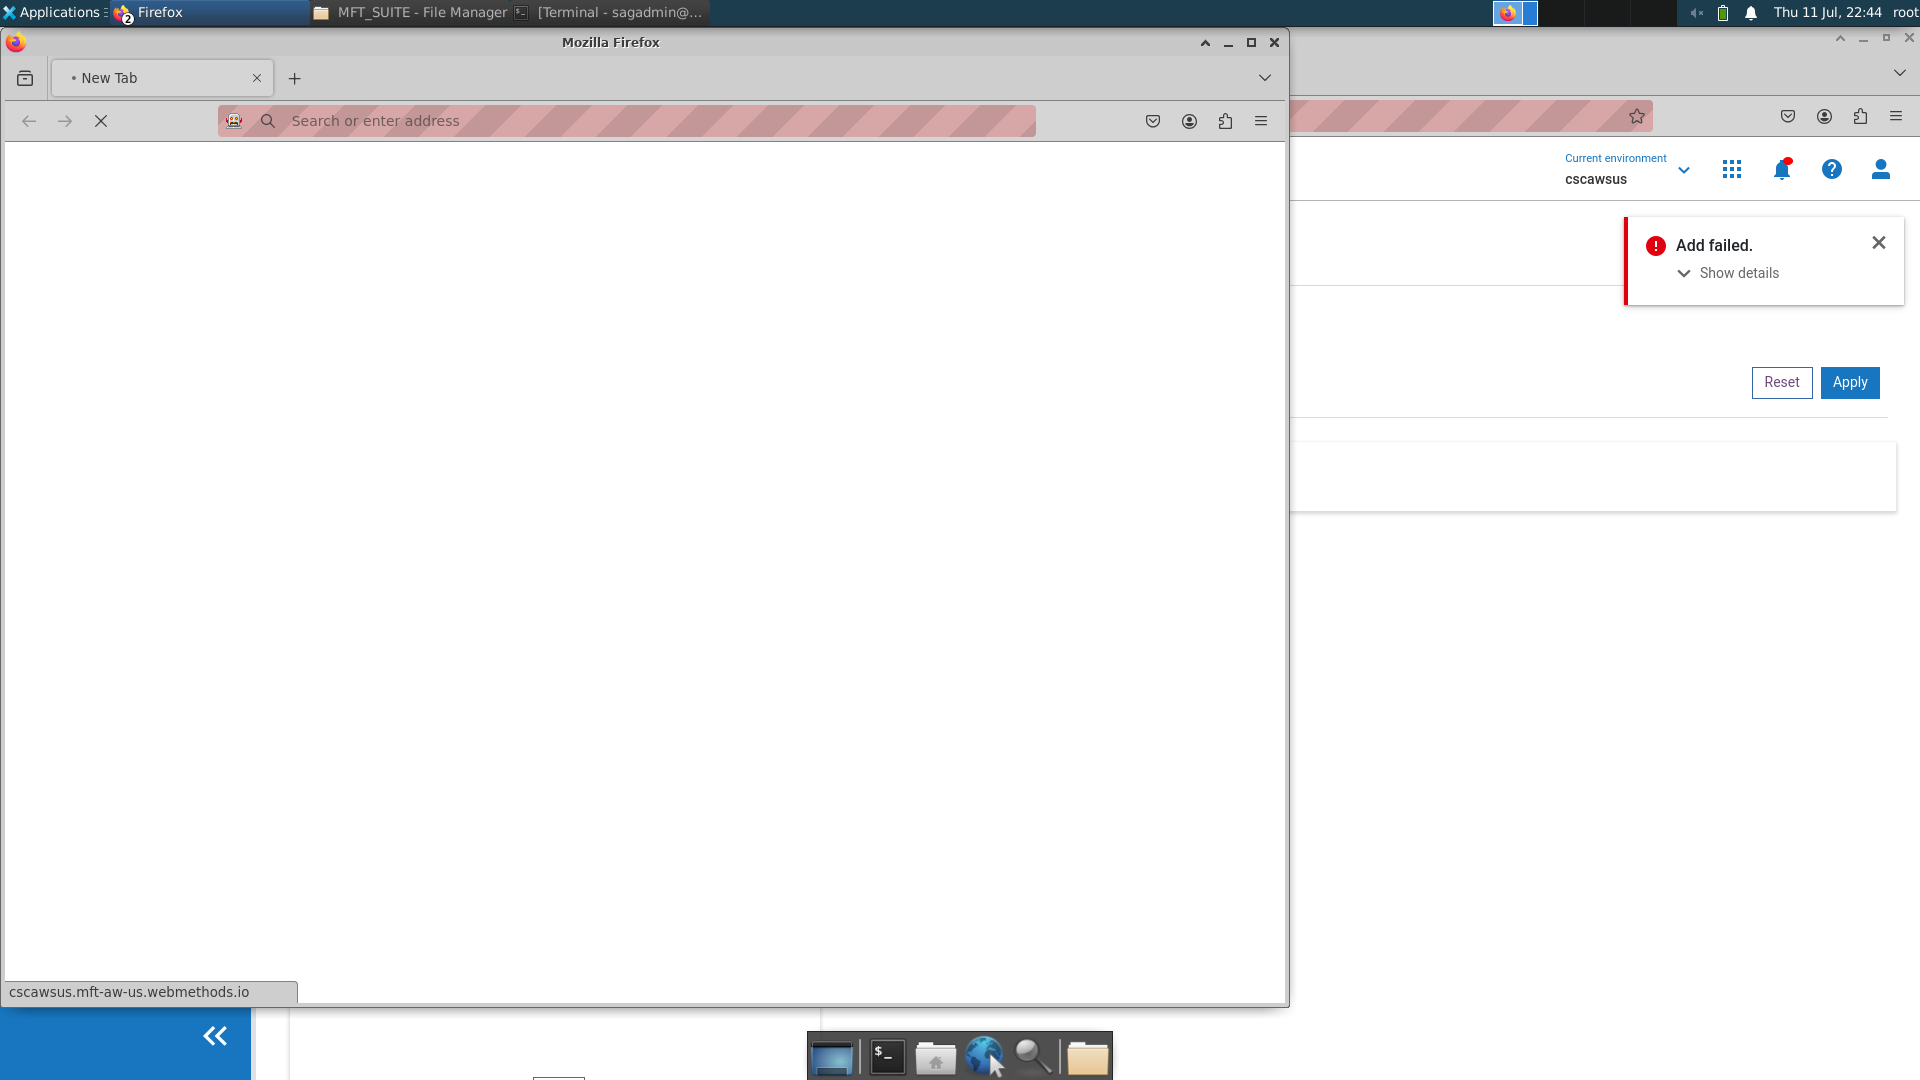 Applications
2
Firefox
MFT_SUITE - File Manager
[Terminal - sagadmin@...
Thu 11 Jul, 22:44
root
Mozilla Firefox
New Tab
Search or enter address
Current environment
cscawsus
Add failed.
Show details
Reset
Apply
cscawsus.mft-aw-us.webmethods.io
$_